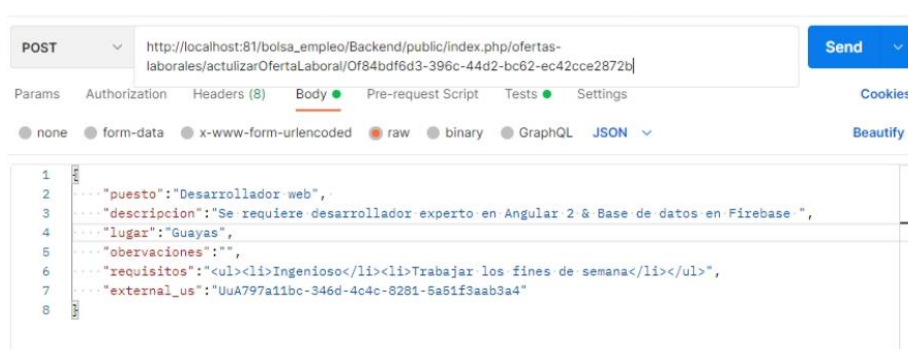 POST http://localhost:81/bolsa_empleo/Backend/public/index.php/ofertas-
laborales/actulizarOfertaLaboral/Of84bdf6d3-396c-44d2-bc62-ec42cce2872b Send
Params Authorization Headers (8) Body Pre-request Script Tests Settings Cookies
none form-data x-www-form-urlencoded raw binary GraphQL JSON Beautify
1 {
2 "puesto":"Desarrollador web",
3 "descripcion":"Se requiere desarrollador experto en Angular 2 & Base de datos en Firebase ",
4 "lugar":"Guayas",
5 "obervaciones":"",
6 "requisitos":"<ul><li>Ingenioso</li><li>Trabajar los fines de semana</li></ul>",
7 "external_us":"UuA797a11bc-346d-4c4c-8281-5a51f3aab3a4"
8 }